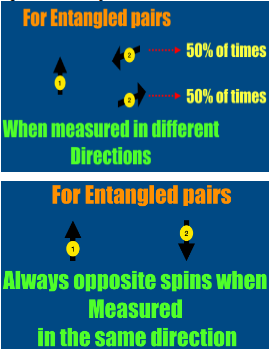 For Entangled pairs
2
50% of times
1
2
50% of times
When measured in different
Directions
For Entangled pairs
1
2
Always opposite spins when
Measured
in the same direction